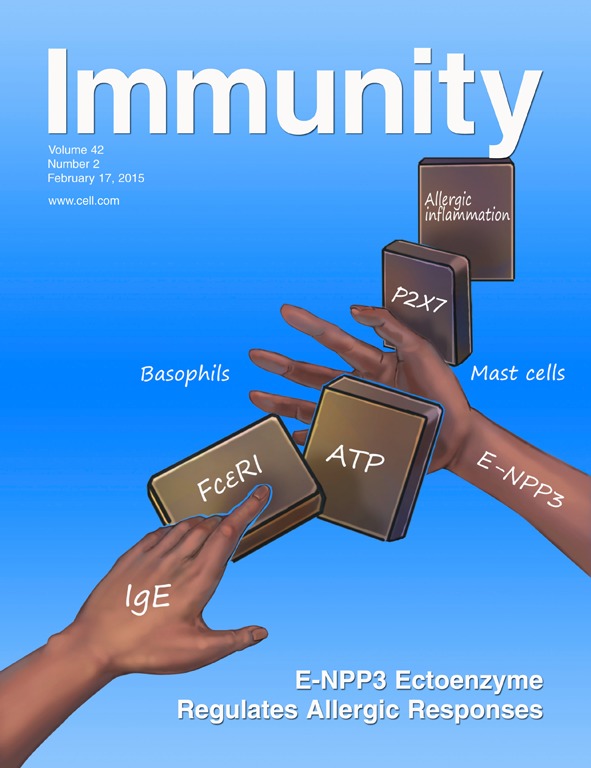 Immunity
Volume 42
Number 2
February 17, 2015
www.cell.com
Allergic
inflammation
P2X7
Basophils
Mast cells
FcεRI
ATP
E-NPP3
IgE
E-NPP3 Ectoenzyme
Regulates Allergic Responses